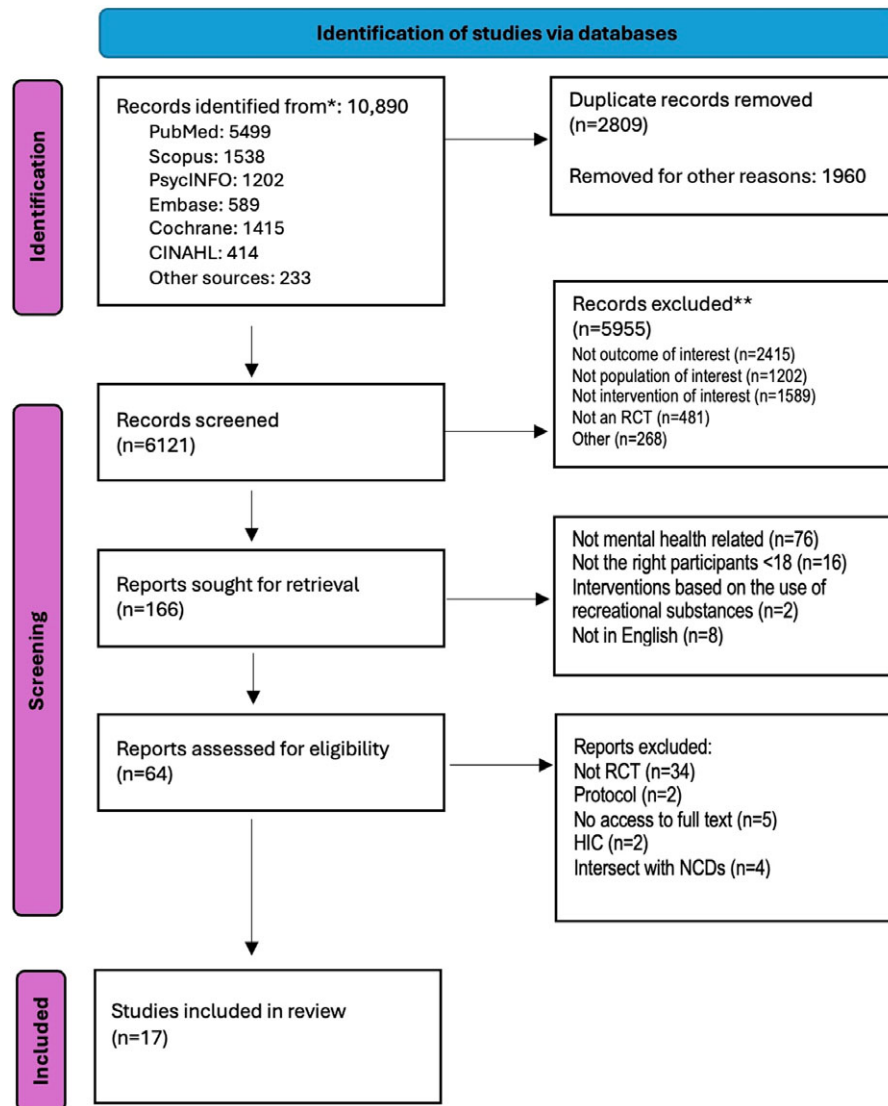 Identification of studies via databases
Identification
Records identified from*: 10,890
PubMed: 5499
Scopus: 1538
PsycINFO: 1202
Embase: 589
Cochrane: 1415
CINAHL: 414
Other sources: 233
Duplicate records removed
(n=2809)
Removed for other reasons: 1960
Screening
Records screened
(n=6121)
Records excluded**
(n=5955)
Not outcome of interest (n=2415)
Not population of interest (n=1202)
Not intervention of interest (n=1589)
Not an RCT (n=481)
Other (n=268)
Reports sought for retrieval
(n=166)
Not mental health related (n=76)
Not the right participants <18 (n=16)
Interventions based on the use of
recreational substances (n=2)
Not in English (n=8)
Reports assessed for eligibility
(n=64)
Reports excluded:
Not RCT (n=34)
Protocol (n=2)
No access to full text (n=5)
HIC (n=2)
Intersect with NCDs (n=4)
Included
Studies included in review
(n=17)